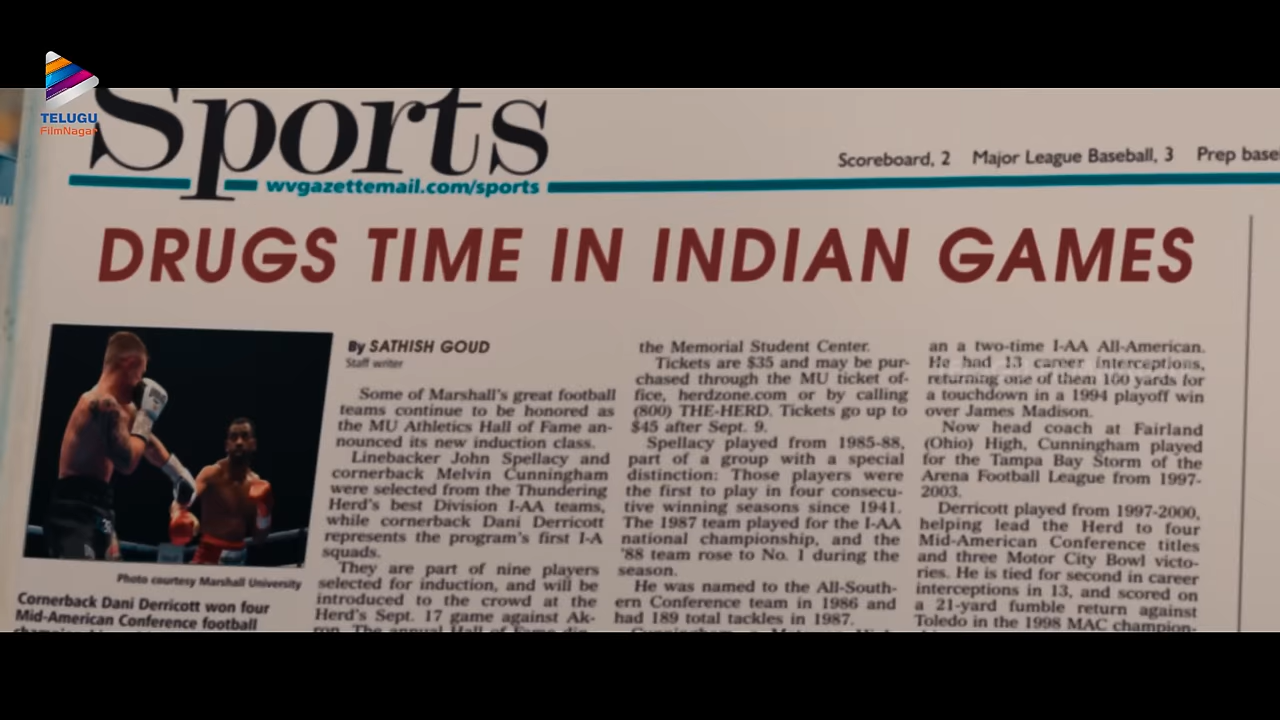 TELUGU
FilmNagar
Sports
wvgazettemail.com/sports
Scoreboard, 2 Major League Baseball, 3 Prep base
DRUGS TIME IN INDIAN GAMES
By SATHISH GOUD
Staff writer
Some of Marshall's great football
teams continue to be honored as
the MU Athletics Hall of Fame an-
nounced its new induction class.
Linebacker John Spellacy and
cornerback Melvin Cunningham
were selected from the Thundering
Herd's best Division I-AA teams,
while cornerback Dani Derricott
represents the program's first I-A
squads.
They are part of nine players
selected for induction, and will be
introduced to the crowd at the
Herd's Sept. 17 game against Ak-
ron. The annual Hall of Fame din-
the Memorial Student Center.
Tickets are $35 and may be pur-
chased through the MU ticket of-
fice, herdzone.com or by calling
(800) THE-HERD. Tickets go up to
$45 after Sept. 9.
Spellacy played from 1985-88,
part of a group with a special
distinction: Those players were
the first to play in four consecu-
tive winning seasons since 1941.
The 1987 team played for the I-AA
national championship, and the
'88 team rose to No. 1 during the
season.
He was named to the All-South-
ern Conference team in 1986 and
had 189 total tackles in 1987.
an a two-time I-AA All-American.
He had 13 career interceptions,
returning one of them 100 yards for
a touchdown in a 1994 playoff win
over James Madison.
Now head coach at Fairland
(Ohio) High, Cunningham played
for the Tampa Bay Storm of the
Arena Football League from 1997-
2003.
Derricott played from 1997-2000,
helping lead the Herd to four
Mid-American Conference titles
and three Motor City Bowl victo-
ries. He is tied for second in career
interceptions in 13, and scored on
a 21-yard fumble return against
Toledo in the 1998 MAC champion-
Photo courtesy Marshall University
Cornerback Dani Derricott won four
Mid-American Conference football